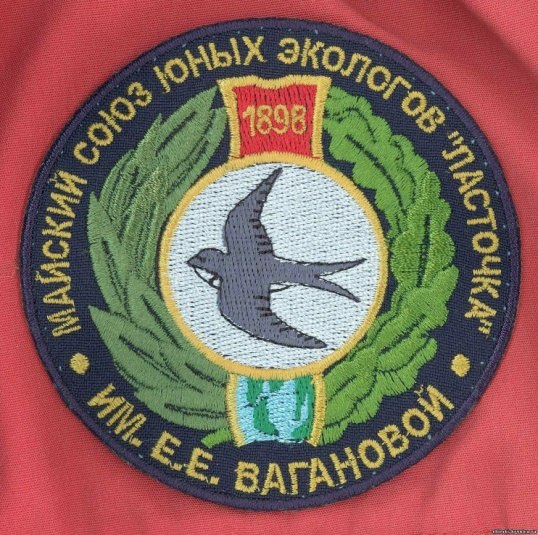 МАЙСКИЙ СОЮЗ ЮНЫХ ЭКОЛОГОВ "ЛАСТОЧКА"
1898
ИМ. Е.Е. ВАГАНОВОЙ